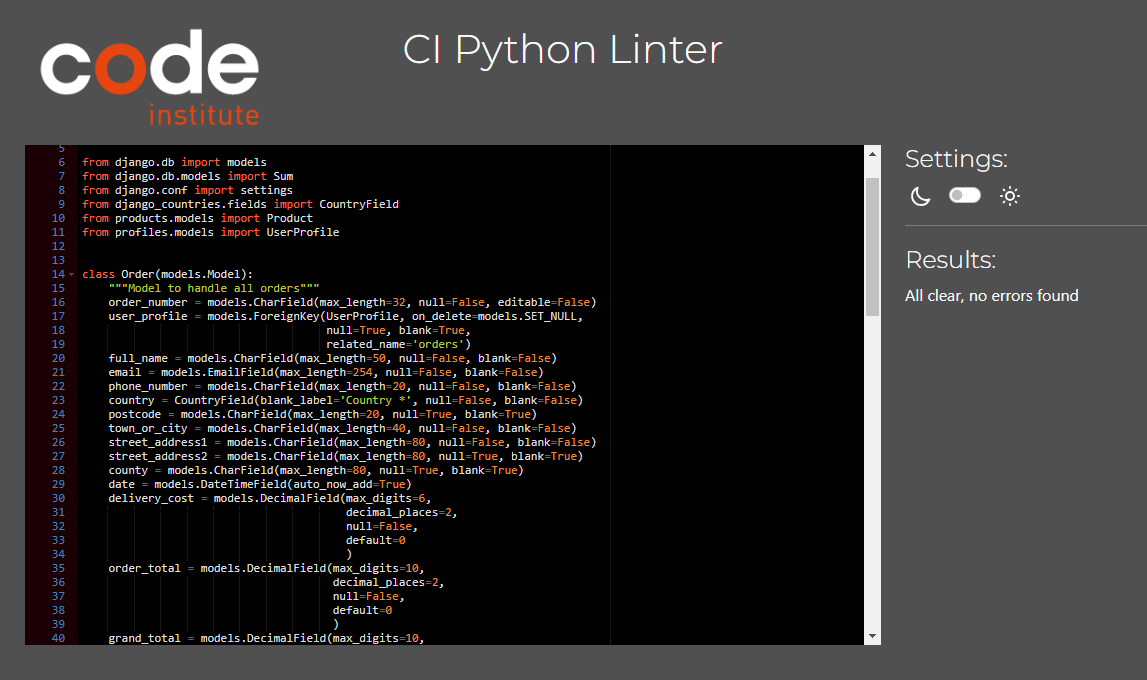 code
institute
CI Python Linter
5
6 from django.db import models
7 from django.db.models import Sum
8 from django.conf import settings
9 from django_countries.fields import CountryField
10 from products.models import Product
11 from profiles.models import UserProfile
12
13
14 class Order(models.Model):
15     """Model to handle all orders"""
16     order_number = models.CharField(max_length=32, null=False, editable=False)
17     user_profile = models.ForeignKey(UserProfile, on_delete=models.SET_NULL,
18                                      null=True, blank=True,
19                                      related_name='orders')
20     full_name = models.CharField(max_length=50, null=False, blank=False)
21     email = models.EmailField(max_length=254, null=False, blank=False)
22     phone_number = models.CharField(max_length=20, null=False, blank=False)
23     country = CountryField(blank_label='Country *', null=False, blank=False)
24     postcode = models.CharField(max_length=20, null=True, blank=True)
25     town_or_city = models.CharField(max_length=40, null=False, blank=False)
26     street_address1 = models.CharField(max_length=80, null=False, blank=False)
27     street_address2 = models.CharField(max_length=80, null=True, blank=True)
28     county = models.CharField(max_length=80, null=True, blank=True)
29     date = models.DateTimeField(auto_now_add=True)
30     delivery_cost = models.DecimalField(max_digits=6,
31                                         decimal_places=2,
32                                         null=False,
33                                         default=0
34                                         )
35     order_total = models.DecimalField(max_digits=10,
36                                       decimal_places=2,
37                                       null=False,
38                                       default=0
39                                       )
40     grand_total = models.DecimalField(max_digits=10,
Settings:
Results:
All clear, no errors found